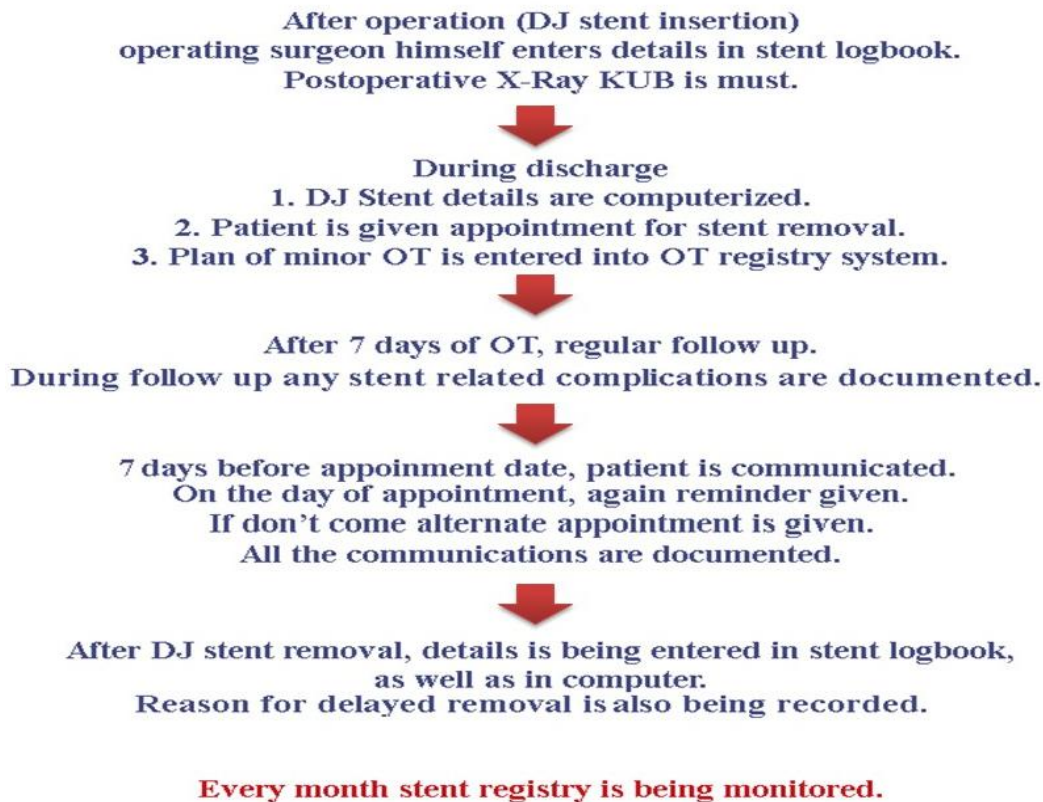 After operation (DJ stent insertion)
operating surgeon himself enters details in stent logbook.
Postoperative X-Ray KUB is must.
During discharge
1. DJ Stent details are computerized.
2. Patient is given appointment for stent removal.
3. Plan of minor OT is entered into OT registry system.
After 7 days of OT, regular follow up.
During follow up any stent related complications are documented.
7 days before appoinment date, patient is communicated.
On the day of appointment, again reminder given.
If don't come alternate appointment is given.
All the communications are documented.
After DJ stent removal, details is being entered in stent logbook,
as well as in computer.
Reason for delayed removal is also being recorded.
Every month stent registry is being monitored.